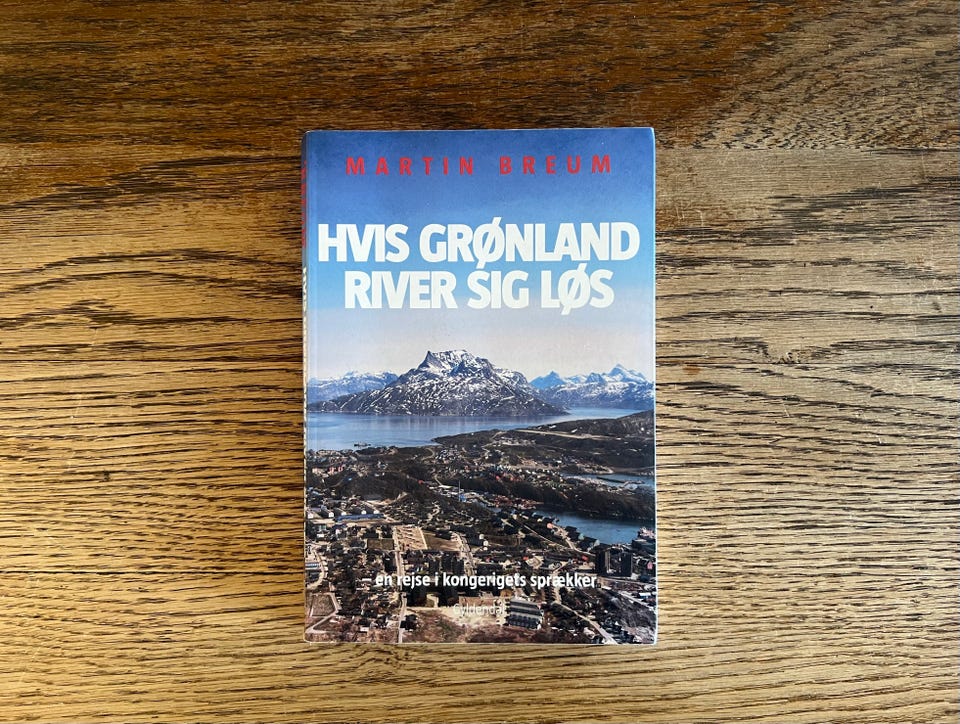 MARTIN BREUM
HVIS GRØNLAND
RIVER SIG LØS
en rejse i kongerigets sprækker
Gyldendal